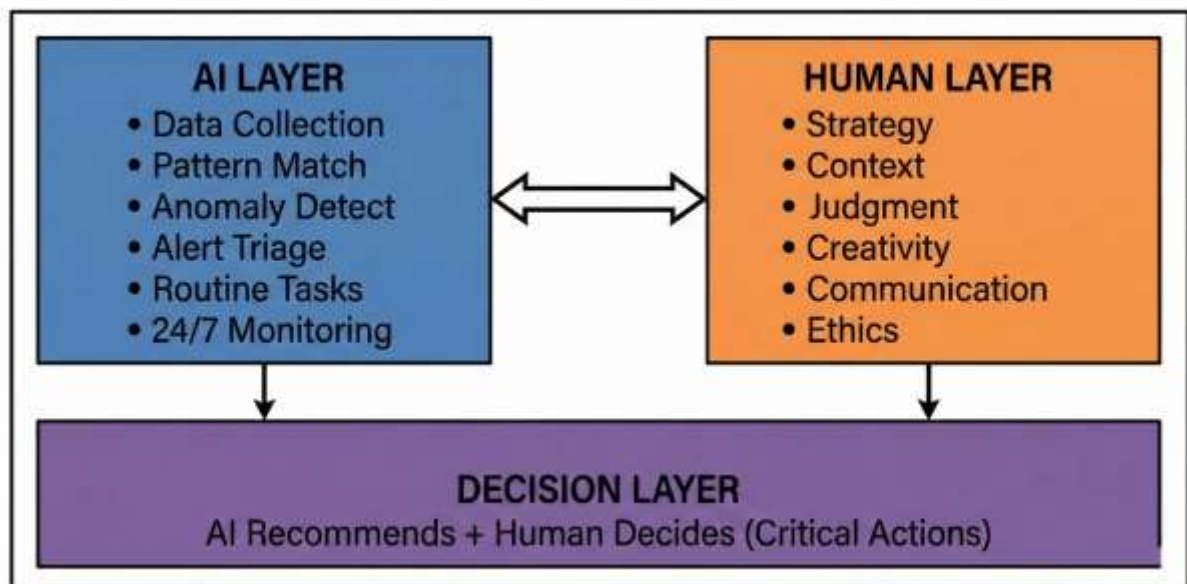 AI LAYER
• Data Collection
• Pattern Match
• Anomaly Detect
• Alert Triage
• Routine Tasks
• 24/7 Monitoring
HUMAN LAYER
• Strategy
• Context
• Judgment
• Creativity
• Communication
• Ethics
DECISION LAYER
AI Recommends + Human Decides (Critical Actions)